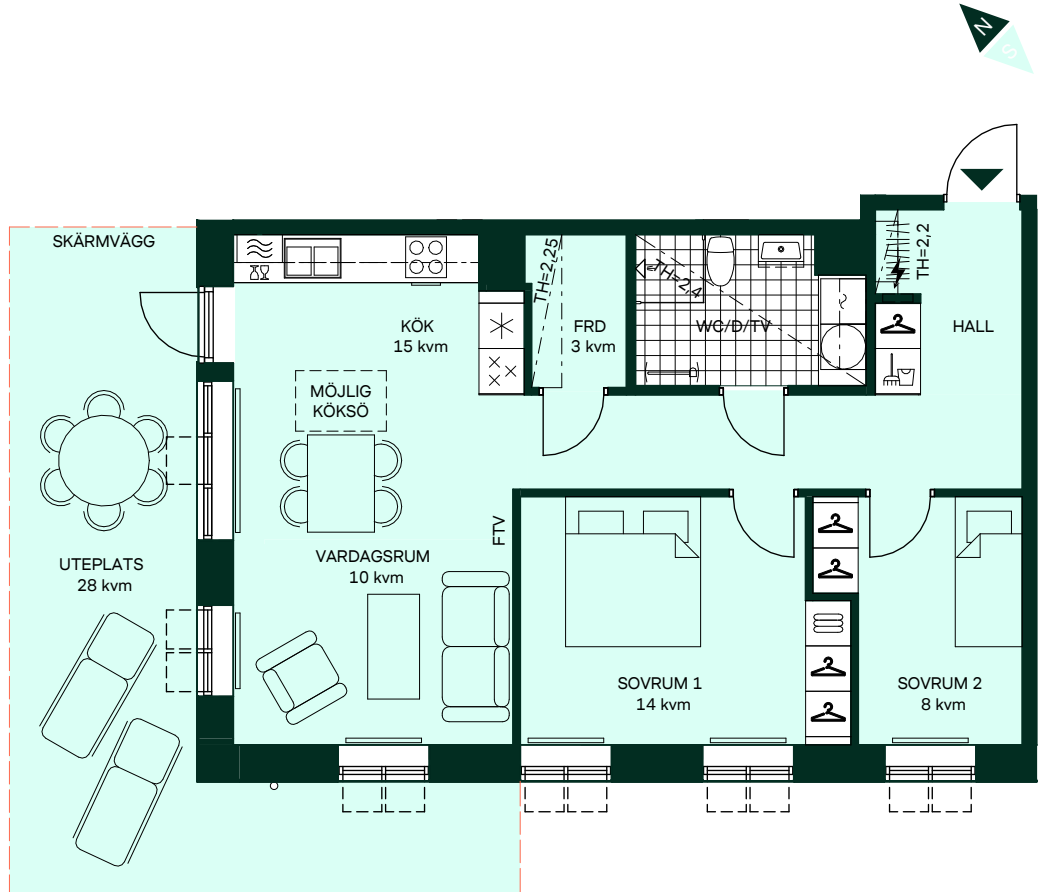 N
S
SKÄRMVÄGG
TH=2,2
TH=2,25
TH=2,4
KÖK
15 kvm
FRD
3 kvm
WC/D/TV
HALL
MÖJLIG
KÖKSÖ
FTV
VARDAGSRUM
10 kvm
UTEPLATS
28 kvm
SOVRUM 1
14 kvm
SOVRUM 2
8 kvm